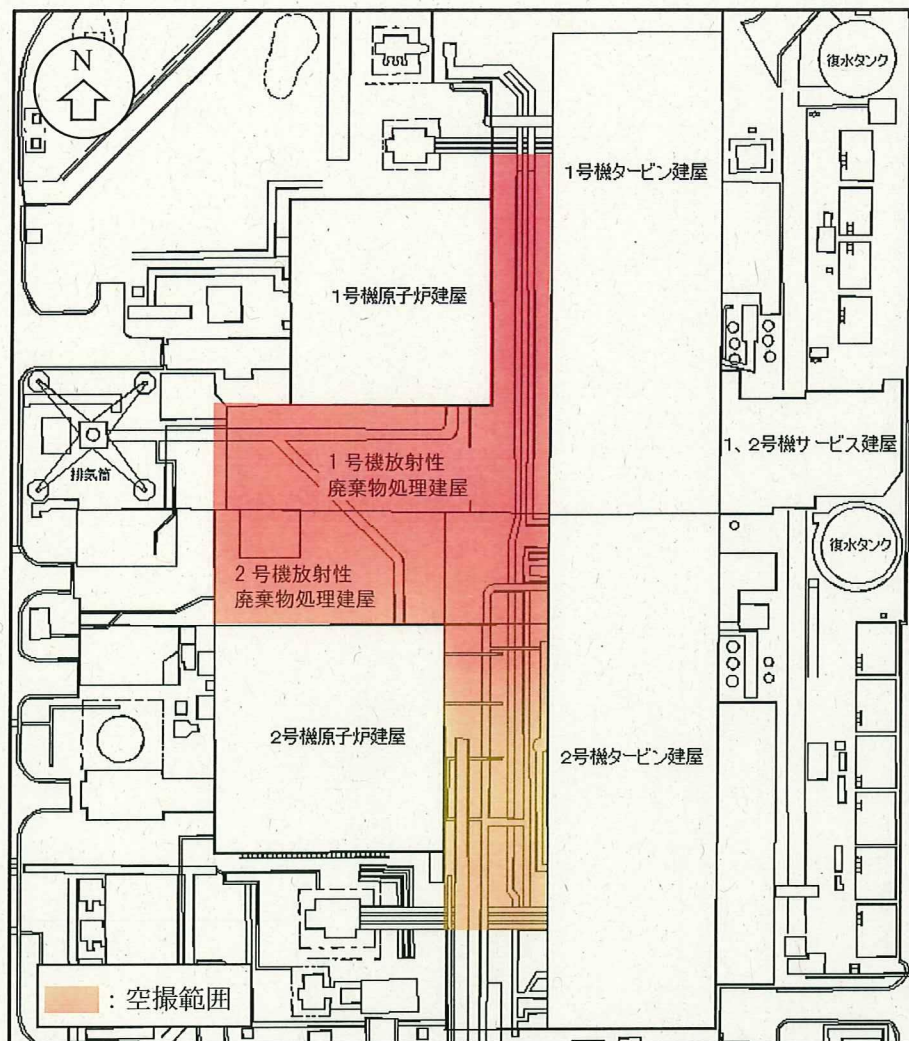 N
復水タンク
1号機タービン建屋
1号機原子炉建屋
排気筒
1号機放射性
廃棄物処理建屋
1、2号機サービス建屋
復水タンク
2号機放射性
廃棄物処理建屋
2号機原子炉建屋
2号機タービン建屋
:空撮範囲